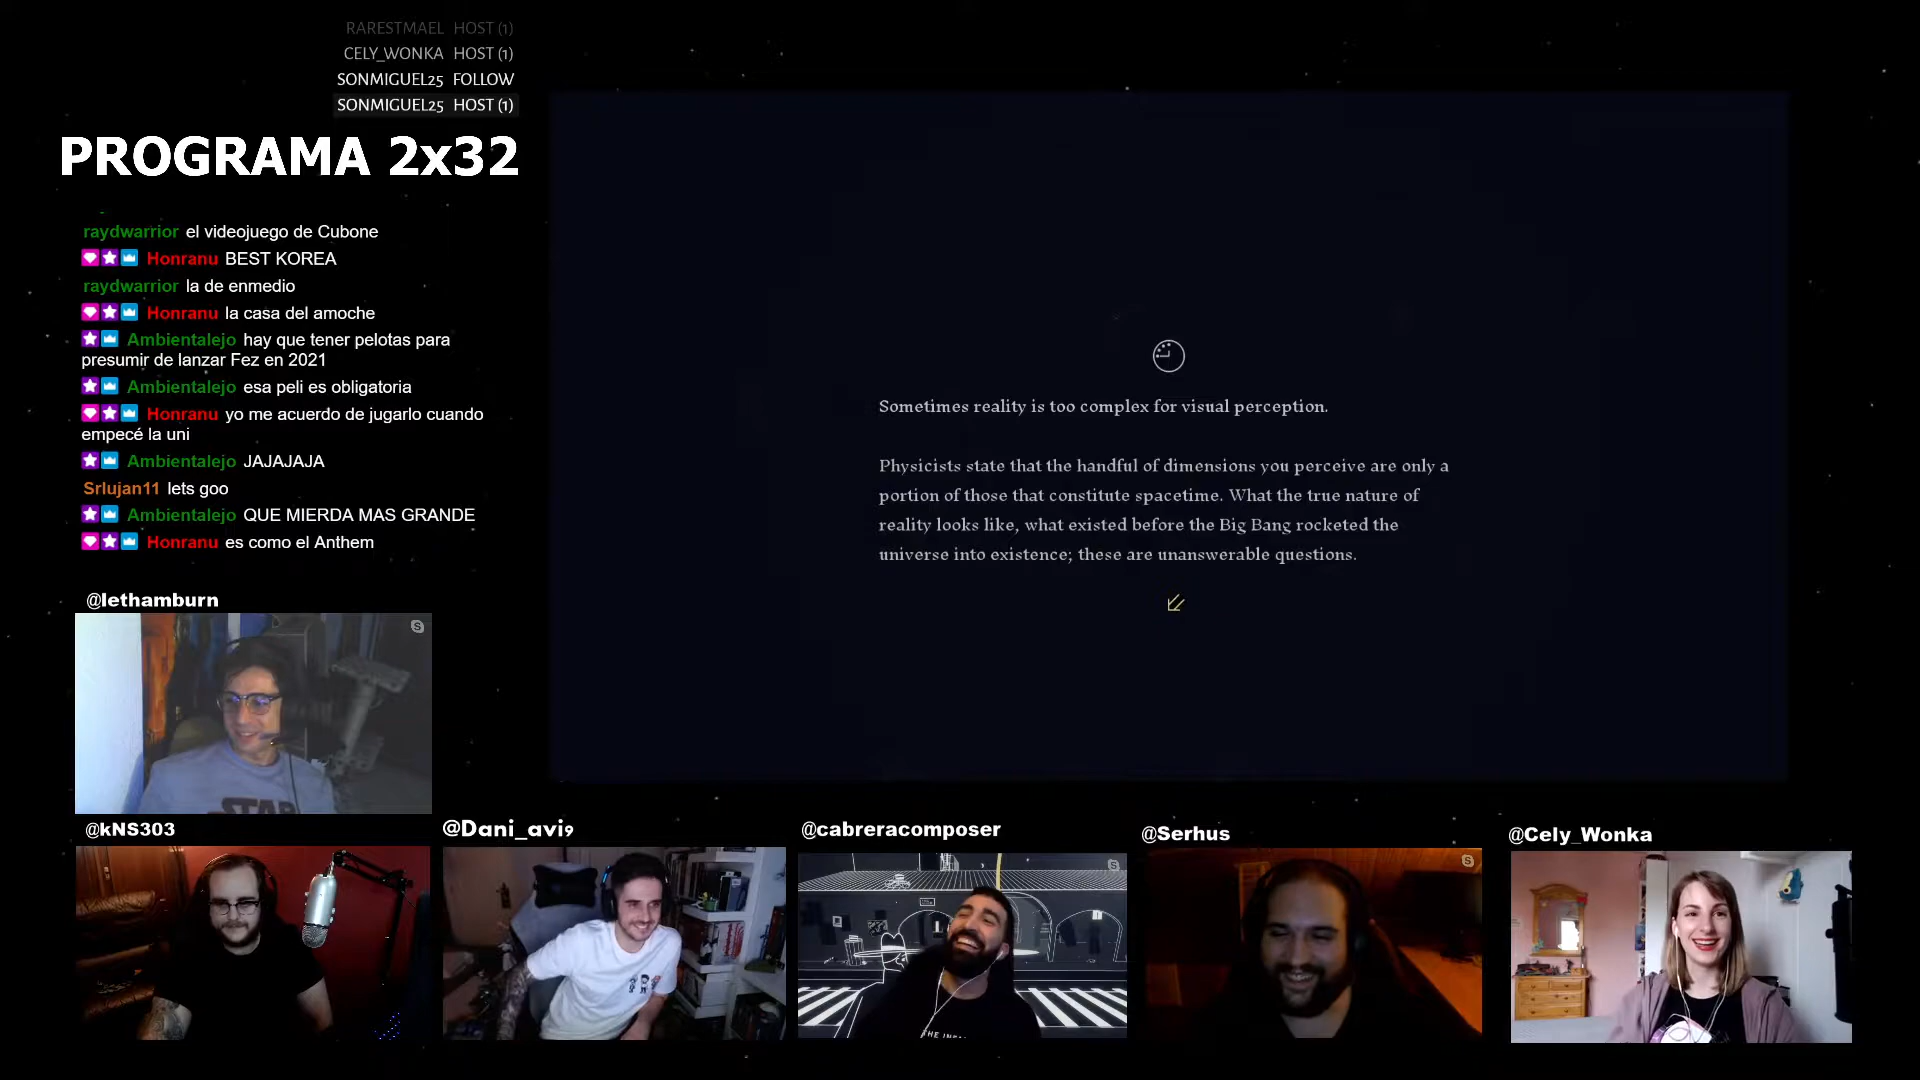 RARESTMAEL HOST (1)
CELY_WONKA HOST (1)
SONMIGUEL25 FOLLOW
SONMIGUEL25 HOST (1)
PROGRAMA 2x32
raydwarrior el videojuego de Cubone
Honranu BEST KOREA
raydwarrior la de enmedio
Honranu la casa del amoche
Ambientalejo hay que tener pelotas para
presumir de lanzar Fez en 2021
Ambientalejo esa peli es obligatoria
Honranu yo me acuerdo de jugarlo cuando
empecé la uni
Ambientalejo JAJAJAJA
Srlujan11 lets goo
Ambientalejo QUE MIERDA MAS GRANDE
Honranu es como el Anthem
Sometimes reality is too complex for visual perception.
Physicists state that the handful of dimensions you perceive are only a
portion of those that constitute spacetime. What the true nature of
reality looks like, what existed before the Big Bang rocketed the
universe into existence; these are unanswerable questions.
@lethamburn
STAR
@kNS303
@Dani_avi9
@cabreracomposer
THE
@Serhus
@Cely_Wonka